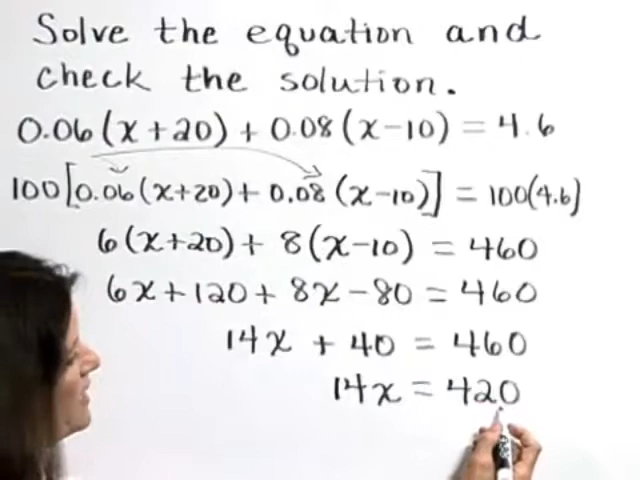 Solve the equation and
check the solution.
0.06(x+20)+0.08(x-10)=4.6
100[0.06(x+20)+0.08(x-10)]=100(4.6)
6(x+20)+8(x-10)=460
6x+120+8x-80=460
14x+40=460
14x=420